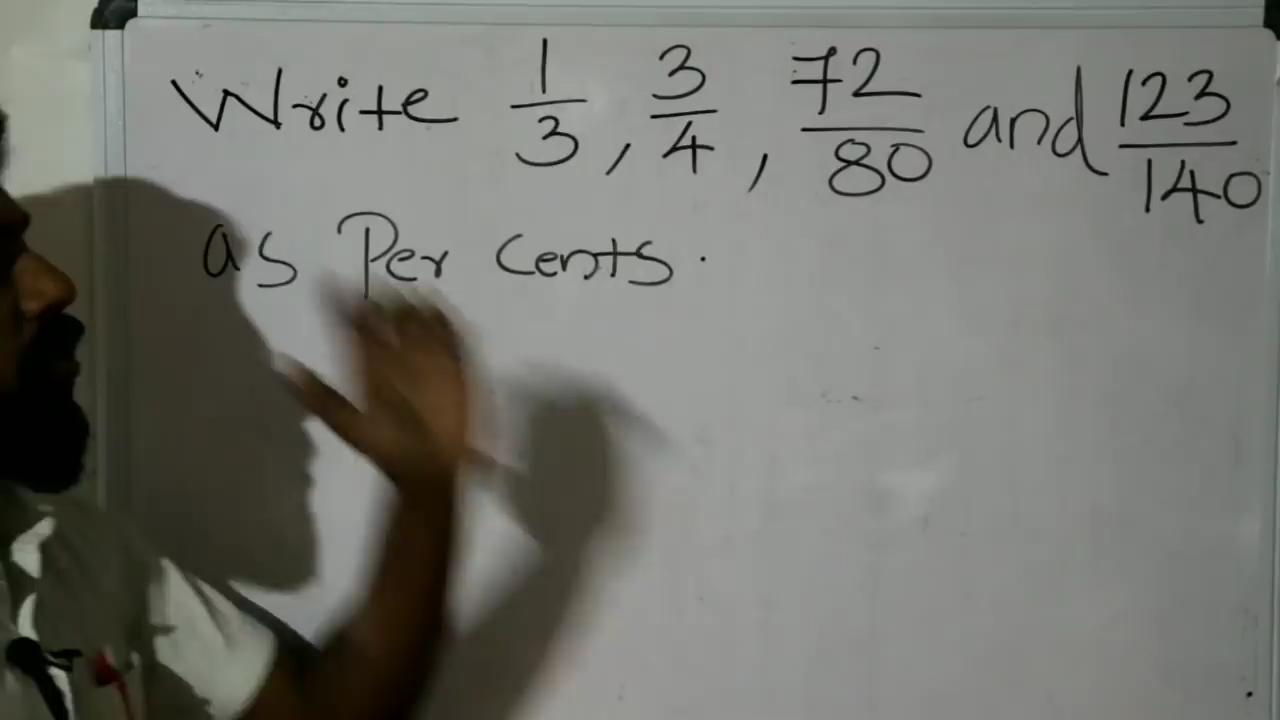 Write 1/3, 3/4, 72/80 and 123/140
as Per cents.